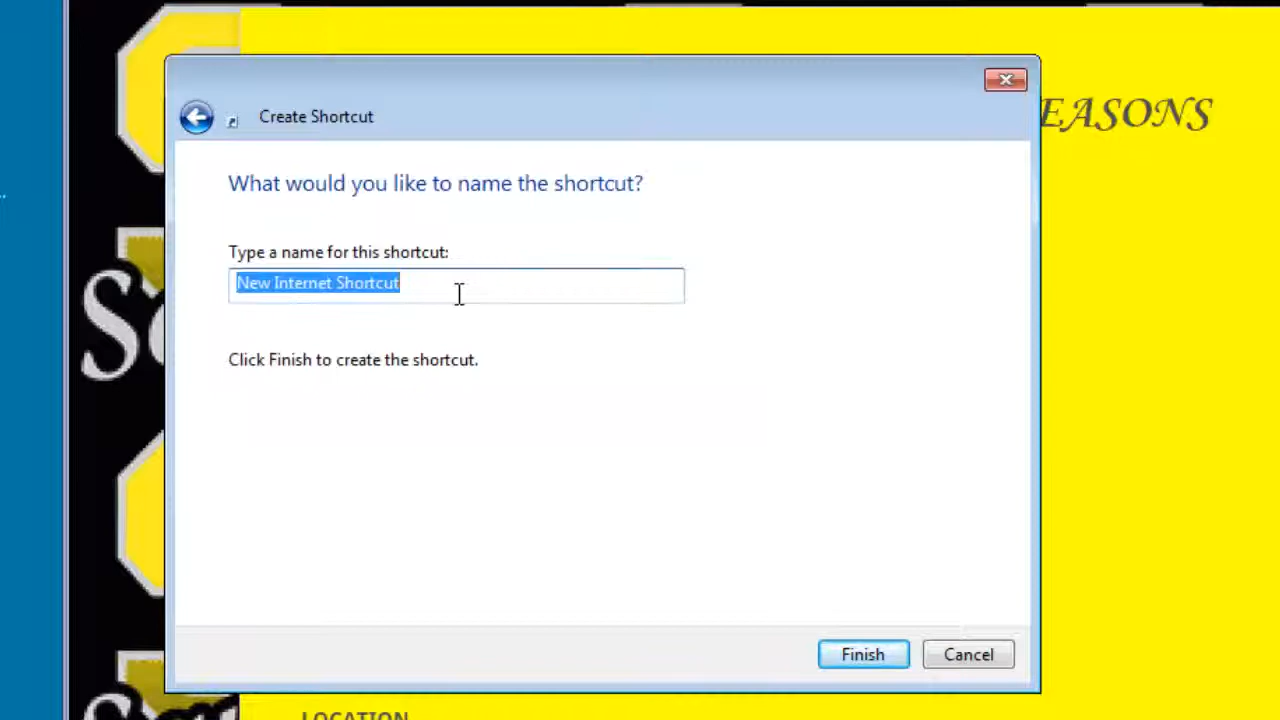 EASONS
Create Shortcut
What would you like to name the shortcut?
Type a name for this shortcut:
New Internet Shortcut
Click Finish to create the shortcut.
Finish
Cancel
LOCATION